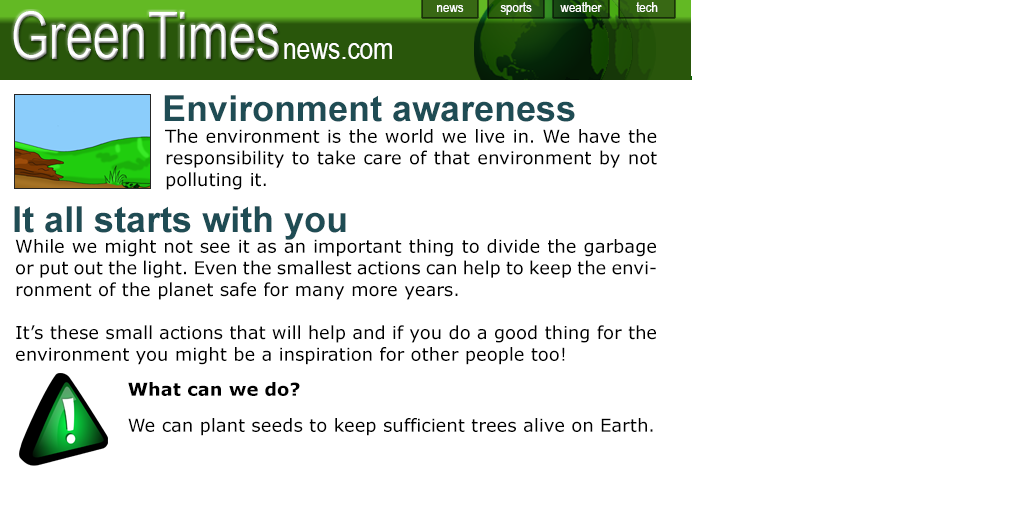 news sports weather tech
GreenTimesnews.com
Environment awareness
The environment is the world we live in. We have the
responsibility to take care of that environment by not
polluting it.
It all starts with you
While we might not see it as an important thing to divide the garbage
or put out the light. Even the smallest actions can help to keep the envi-
ronment of the planet safe for many more years.
It’s these small actions that will help and if you do a good thing for the
environment you might be a inspiration for other people too!
What can we do?
We can plant seeds to keep sufficient trees alive on Earth.